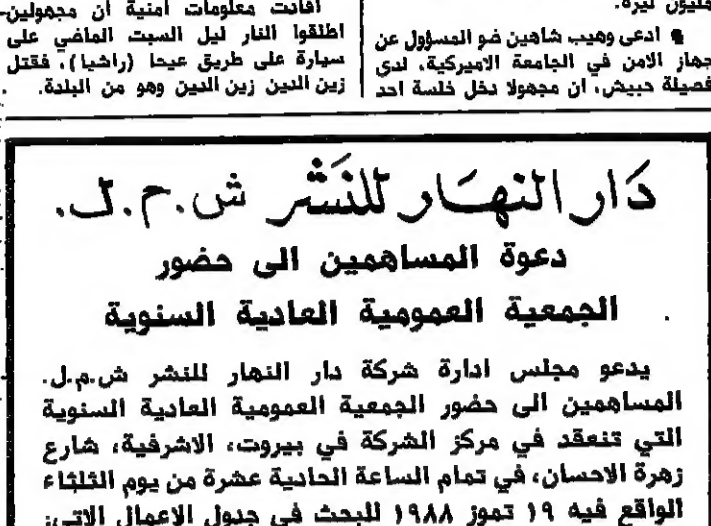 افادت معلومات امنية ان مجهولين
اطلقوا النار ليل السبت الماضي على
سيارة على طريق عيحا (راشيا)، فقتل
زين الدين زين الدين وهو من البلدة.
مليون ليرة.
● ادعى وهيب شاهين ضو المسؤول عن
جهاز الامن في الجامعة الاميركية، لدى
فصيلة حبيش، ان مجهولا دخل خلسة احد
دَار النهَار للنَشْر ش.م.ل.
دعوة المساهمين الى حضور
الجمعية العمومية العادية السنوية
يدعو مجلس ادارة شركة دار النهار للنشر ش.م.ل.
المساهمين الى حضور الجمعية العمومية العادية السنوية
التي تنعقد في مركز الشركة في بيروت، الاشرفية، شارع
زهرة الاحسان، في تمام الساعة الحادية عشرة من يوم الثلثاء
الواقع فيه ١٩ تموز ١٩٨٨ للبحث في جدول الاعمال الآتي: